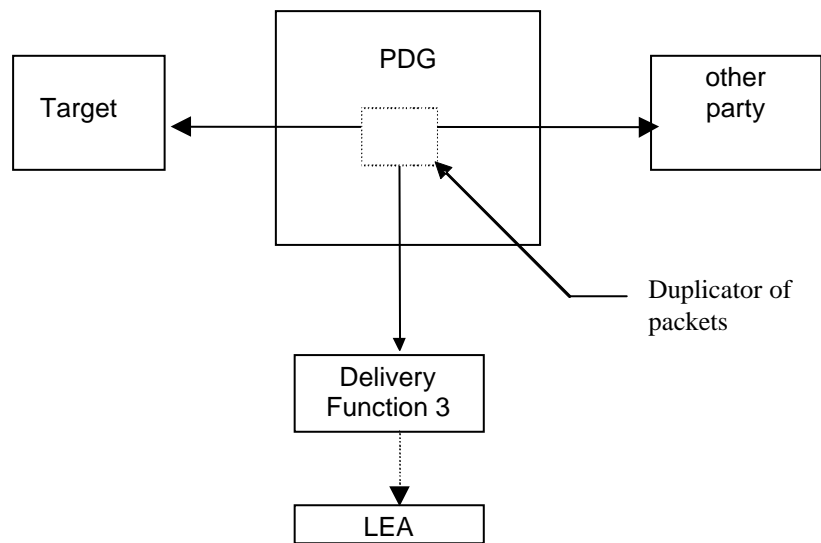 PDG
Target
other
party
Duplicator of
packets
Delivery
Function 3
LEA